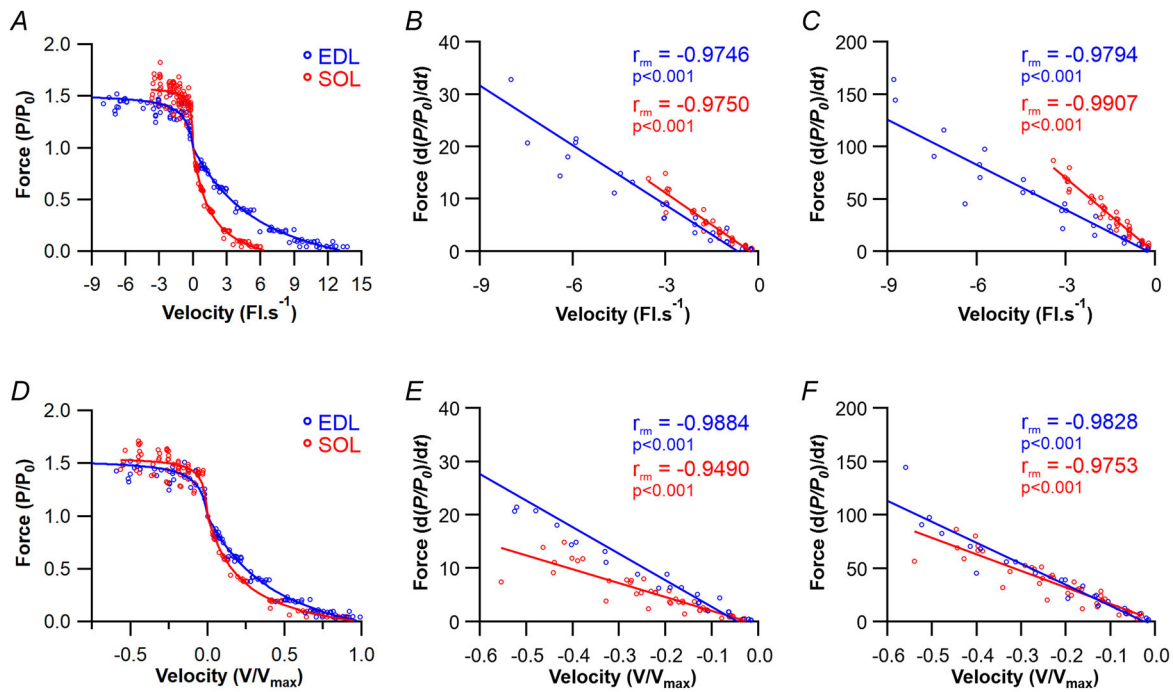 A
2.0
1.5
1.0
0.5
0.0
Force (P/P0)
EDL
SOL
-9 -6 -3 0 3 6 9 12 15
Velocity (Fl.s-1)
B
40
30
20
10
0
Force (d(P/P0)/dt)
rrm = -0.9746
p<0.001
rrm = -0.9750
p<0.001
-9 -6 -3 0
Velocity (Fl.s-1)
C
200
150
100
50
0
Force (d(P/P0)/dt)
rrm = -0.9794
p<0.001
rrm = -0.9907
p<0.001
-9 -6 -3 0
Velocity (Fl.s-1)
D
2.0
1.5
1.0
0.5
0.0
Force (P/P0)
EDL
SOL
-0.5 0.0 0.5 1.0
Velocity (V/Vmax)
E
40
30
20
10
0
Force (d(P/P0)/dt)
rrm = -0.9884
p<0.001
rrm = -0.9490
p<0.001
-0.6 -0.5 -0.4 -0.3 -0.2 -0.1 0.0
Velocity (V/Vmax)
F
200
150
100
50
0
Force (d(P/P0)/dt)
rrm = -0.9828
p<0.001
rrm = -0.9753
p<0.001
-0.6 -0.5 -0.4 -0.3 -0.2 -0.1 0.0
Velocity (V/Vmax)